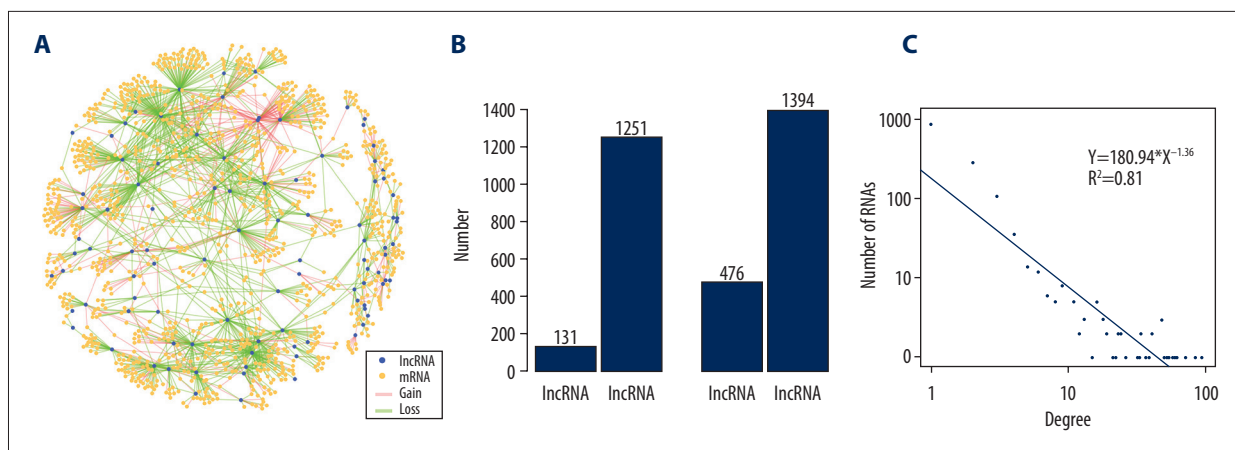 A
lncRNA
mRNA
Gain
Loss
B
Number
1400
1200
1000
800
600
400
200
0
131
1251
476
1394
lncRNA lncRNA lncRNA lncRNA
C
Number of RNAs
1000
100
10
0
Y=180.94*X^–1.36
R²=0.81
1 10 100
Degree